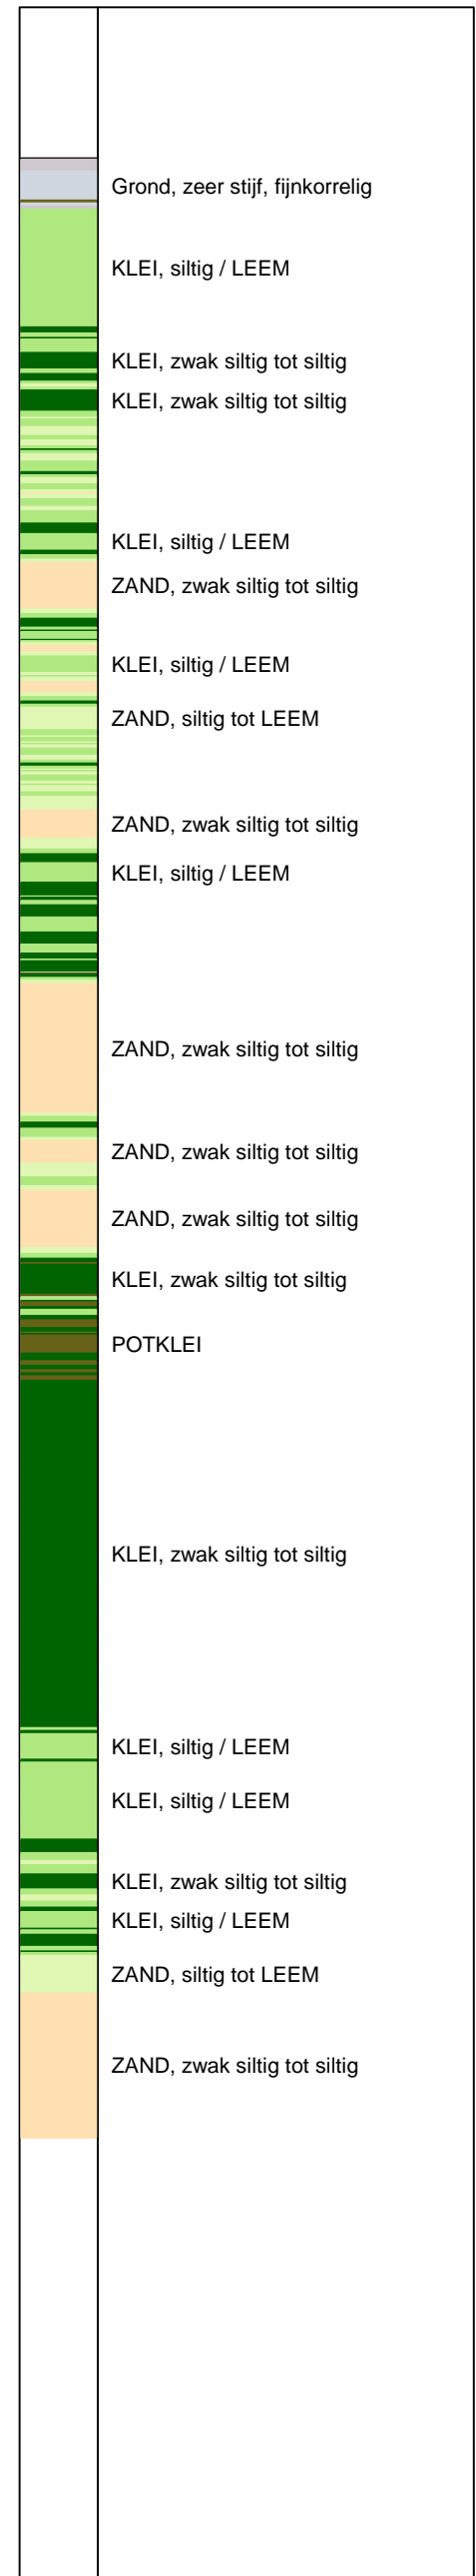 Grond, zeer stijf, fijnkorrelig
KLEI, siltig / LEEM
KLEI, zwak siltig tot siltig
KLEI, zwak siltig tot siltig
KLEI, siltig / LEEM
ZAND, zwak siltig tot siltig
KLEI, siltig / LEEM
ZAND, siltig tot LEEM
ZAND, zwak siltig tot siltig
KLEI, siltig / LEEM
ZAND, zwak siltig tot siltig
ZAND, zwak siltig tot siltig
ZAND, zwak siltig tot siltig
KLEI, zwak siltig tot siltig
POTKLEI
KLEI, zwak siltig tot siltig
KLEI, siltig / LEEM
KLEI, siltig / LEEM
KLEI, zwak siltig tot siltig
KLEI, siltig / LEEM
ZAND, siltig tot LEEM
ZAND, zwak siltig tot siltig